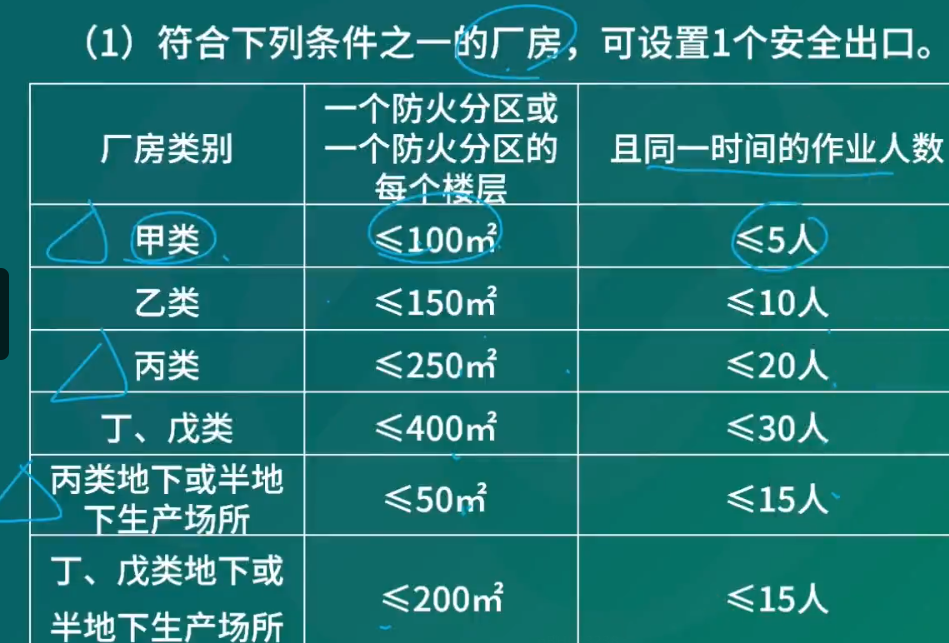 （1）符合下列条件之一的厂房，可设置1个安全出口。
厂房类别
一个防火分区或
一个防火分区的
每个楼层
且同一时间的作业人数
甲类
≤100㎡
≤5人
乙类
≤150㎡
≤10人
丙类
≤250㎡
≤20人
丁、戊类
≤400㎡
≤30人
丙类地下或半地
下生产场所
≤50㎡
≤15人
丁、戊类地下或
半地下生产场所
≤200㎡
≤15人